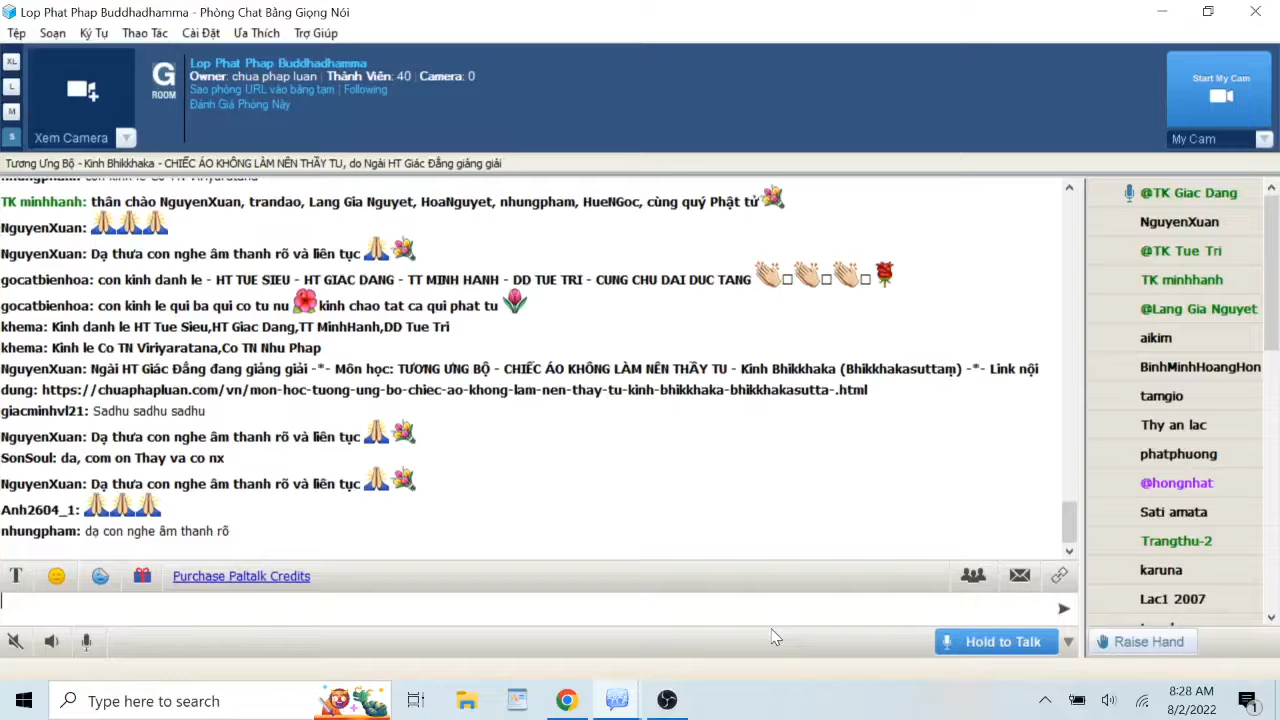 Lop Phat Phap Buddhadhamma - Phòng Chat Bằng Giọng Nói
Tệp Soạn Ký Tự Thao Tác Cài Đặt Ưa Thích Trợ Giúp
XL
L
M
S
Xem Camera
G
ROOM
Lop Phat Phap Buddhadhamma
Owner: chua phap luan | Thành Viên: 40 | Camera: 0
Sao phòng URL vào bảng tạm | Following
Đánh Giá Phòng Này
Start My Cam
My Cam
Tương Ưng Bộ - Kinh Bhikkhaka - CHIẾC ÁO KHÔNG LÀM NÊN THẦY TU, do Ngài HT Giác Đẳng giảng giải
TK minhhanh: thân chào NguyenXuan, trandao, Lang Gia Nguyet, HoaNguyet, nhungpham, HueNGoc, cùng quý Phật tử
NguyenXuan:
NguyenXuan: Dạ thưa con nghe âm thanh rõ và liên tục
gocatbienhoa: con kinh danh le - HT TUE SIEU - HT GIAC DANG - TT MINH HANH - DD TUE TRI - CUNG CHU DAI DUC TANG
gocatbienhoa: con kinh le qui ba qui co tu nu kinh chao tat ca qui phat tu
khema: Kinh danh le HT Tue Sieu,HT Giac Dang,TT MinhHanh,DD Tue Tri
khema: Kinh le Co TN Viriyaratana,Co TN Nhu Phap
NguyenXuan: Ngài HT Giác Đẳng đang giảng giải -*- Môn học: TƯƠNG ƯNG BỘ - CHIẾC ÁO KHÔNG LÀM NÊN THẦY TU - Kinh Bhikkhaka (Bhikkhakasuttaṃ) -*- Link nội
dung: https://chuaphapluan.com/vn/mon-hoc-tuong-ung-bo-chiec-ao-khong-lam-nen-thay-tu-kinh-bhikkhaka-bhikkhakasutta-.html
giacminhvl21: Sadhu sadhu sadhu
NguyenXuan: Dạ thưa con nghe âm thanh rõ và liên tục
SonSoul: da, com on Thay va co nx
NguyenXuan: Dạ thưa con nghe âm thanh rõ và liên tục
Anh2604_1:
nhungpham: dạ con nghe âm thanh rõ
@TK Giac Dang
NguyenXuan
@TK Tue Tri
TK minhhanh
@Lang Gia Nguyet
aikim
BinhMinhHoangHon
tamgio
Thy an lac
phatphuong
@hongnhat
Sati amata
Trangthu-2
karuna
Lac1 2007
T
Purchase Paltalk Credits
Hold to Talk
Raise Hand
Type here to search
8:28 AM
8/2/2022
1